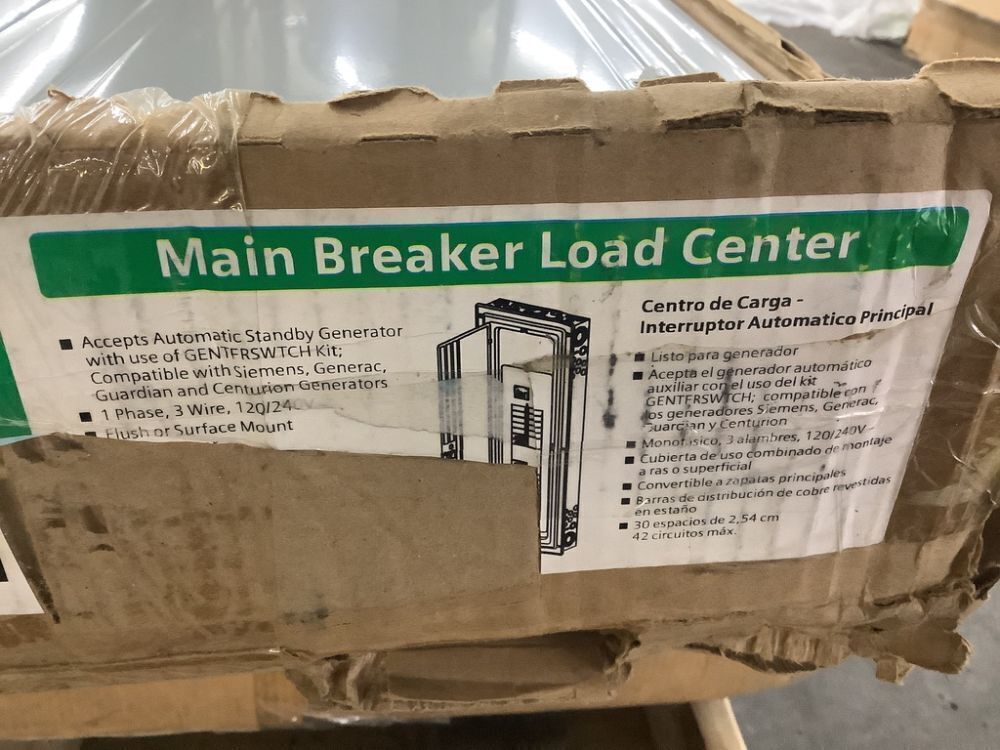 Main Breaker Load Center
■ Accepts Automatic Standby Generator
with use of GENTFRSWTCH Kit;
Compatible with Siemens, Generac,
Guardian and Centurion Generators
■ 1 Phase, 3 Wire, 120/240V
■ Flush or Surface Mount
Centro de Carga -
Interruptor Automatico Principal
■ Listo para generador
■ Acepta el generador automático
auxiliar con el uso del kit
GENTFRSWTCH; compatible con
los generadores Siemens, Generac,
Guardian y Centurion
■ Monofásico, 3 alambres, 120/240V
■ Cubierta de uso combinado de montaje
a ras o superficial
■ Convertible a zapatas principales
■ Barras de distribución de cobre revestidas
en estaño
■ 30 espacios de 2,54 cm
42 circuitos máx.